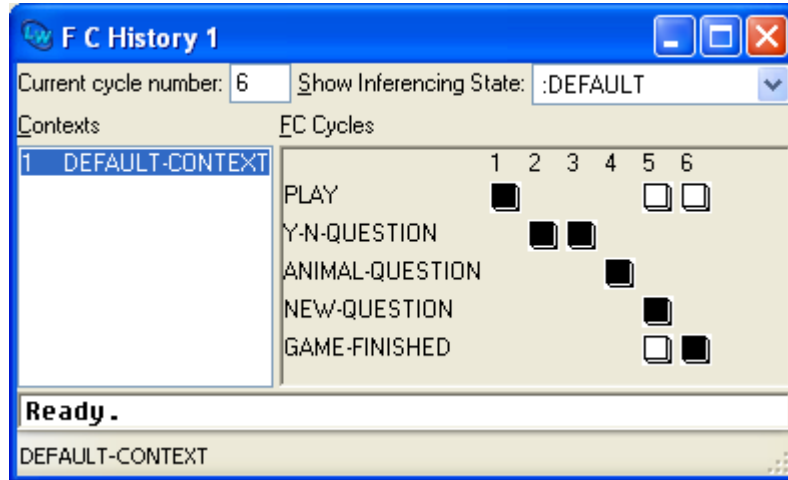 F C History 1
Current cycle number: 6 Show Inferencing State: :DEFAULT
Contexts FC Cycles
1 DEFAULT-CONTEXT
1 2 3 4 5 6
PLAY
Y-N-QUESTION
ANIMAL-QUESTION
NEW-QUESTION
GAME-FINISHED
Ready.
DEFAULT-CONTEXT